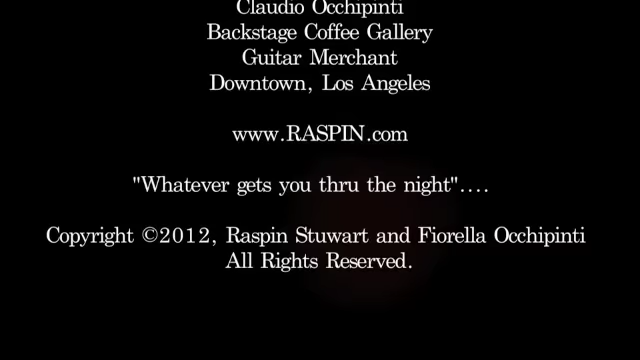 Claudio Occhipinti
Backstage Coffee Gallery
Guitar Merchant
Downtown, Los Angeles
www.RASPIN.com
"Whatever gets you thru the night"....
Copyright ©2012, Raspin Stuwart and Fiorella Occhipinti
All Rights Reserved.